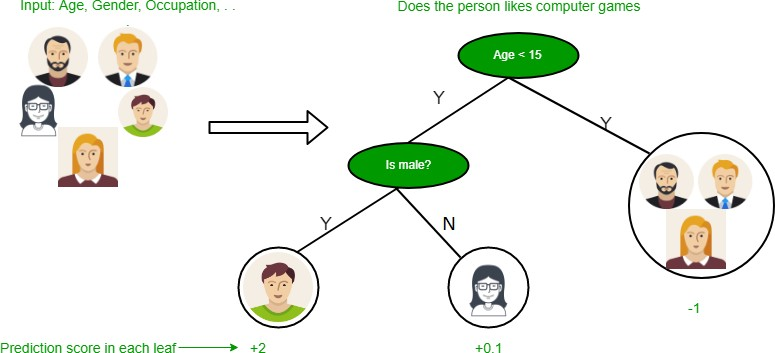 Input: Age, Gender, Occupation, . .
Does the person likes computer games
Age < 15
Y
Y
Is male?
Y
N
-1
Prediction score in each leaf
+2
+0.1